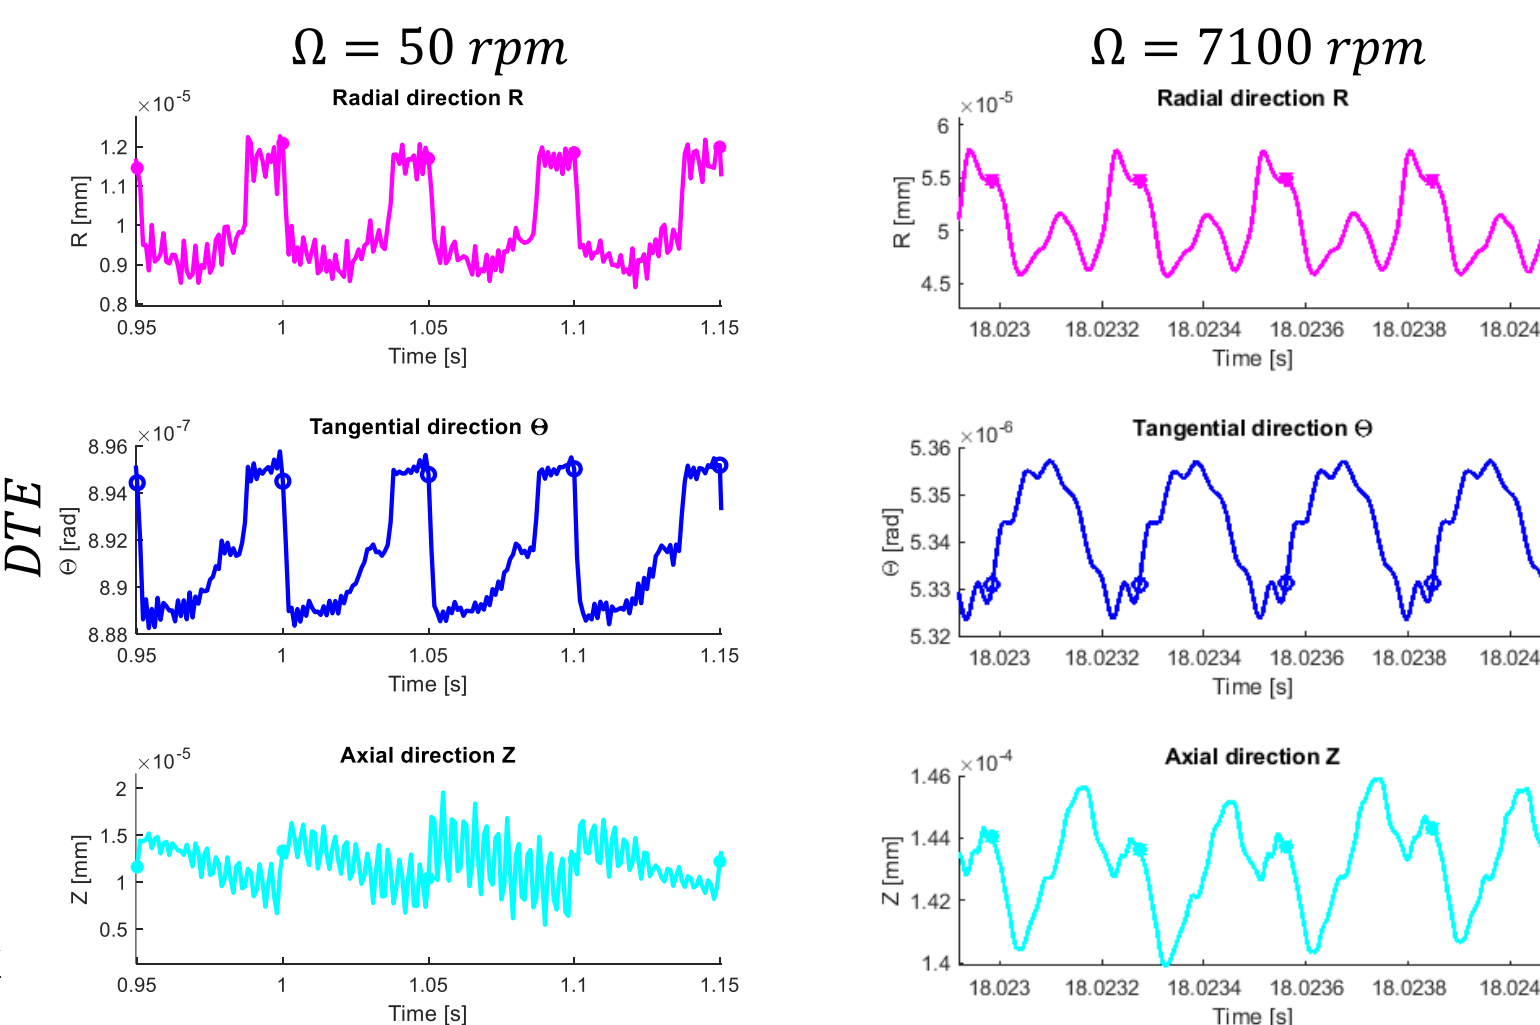 Ω = 50 rpm
Ω = 7100 rpm
DTE
Radial direction R
×10-5
R [mm]
1.2
1.1
1
0.9
0.8
0.95 1 1.05 1.1 1.15
Time [s]
Radial direction R
×10-5
R [mm]
6
5.5
5
4.5
18.023 18.0232 18.0234 18.0236 18.0238 18.024
Time [s]
Tangential direction Θ
×10-7
Θ [rad]
8.96
8.94
8.92
8.9
8.88
0.95 1 1.05 1.1 1.15
Time [s]
Tangential direction Θ
×10-6
Θ [rad]
5.36
5.35
5.34
5.33
5.32
18.023 18.0232 18.0234 18.0236 18.0238 18.024
Time [s]
Axial direction Z
×10-5
Z [mm]
2
1.5
1
0.5
0.95 1 1.05 1.1 1.15
Time [s]
Axial direction Z
×10-4
Z [mm]
1.46
1.44
1.42
1.4
18.023 18.0232 18.0234 18.0236 18.0238 18.024
Time [s]